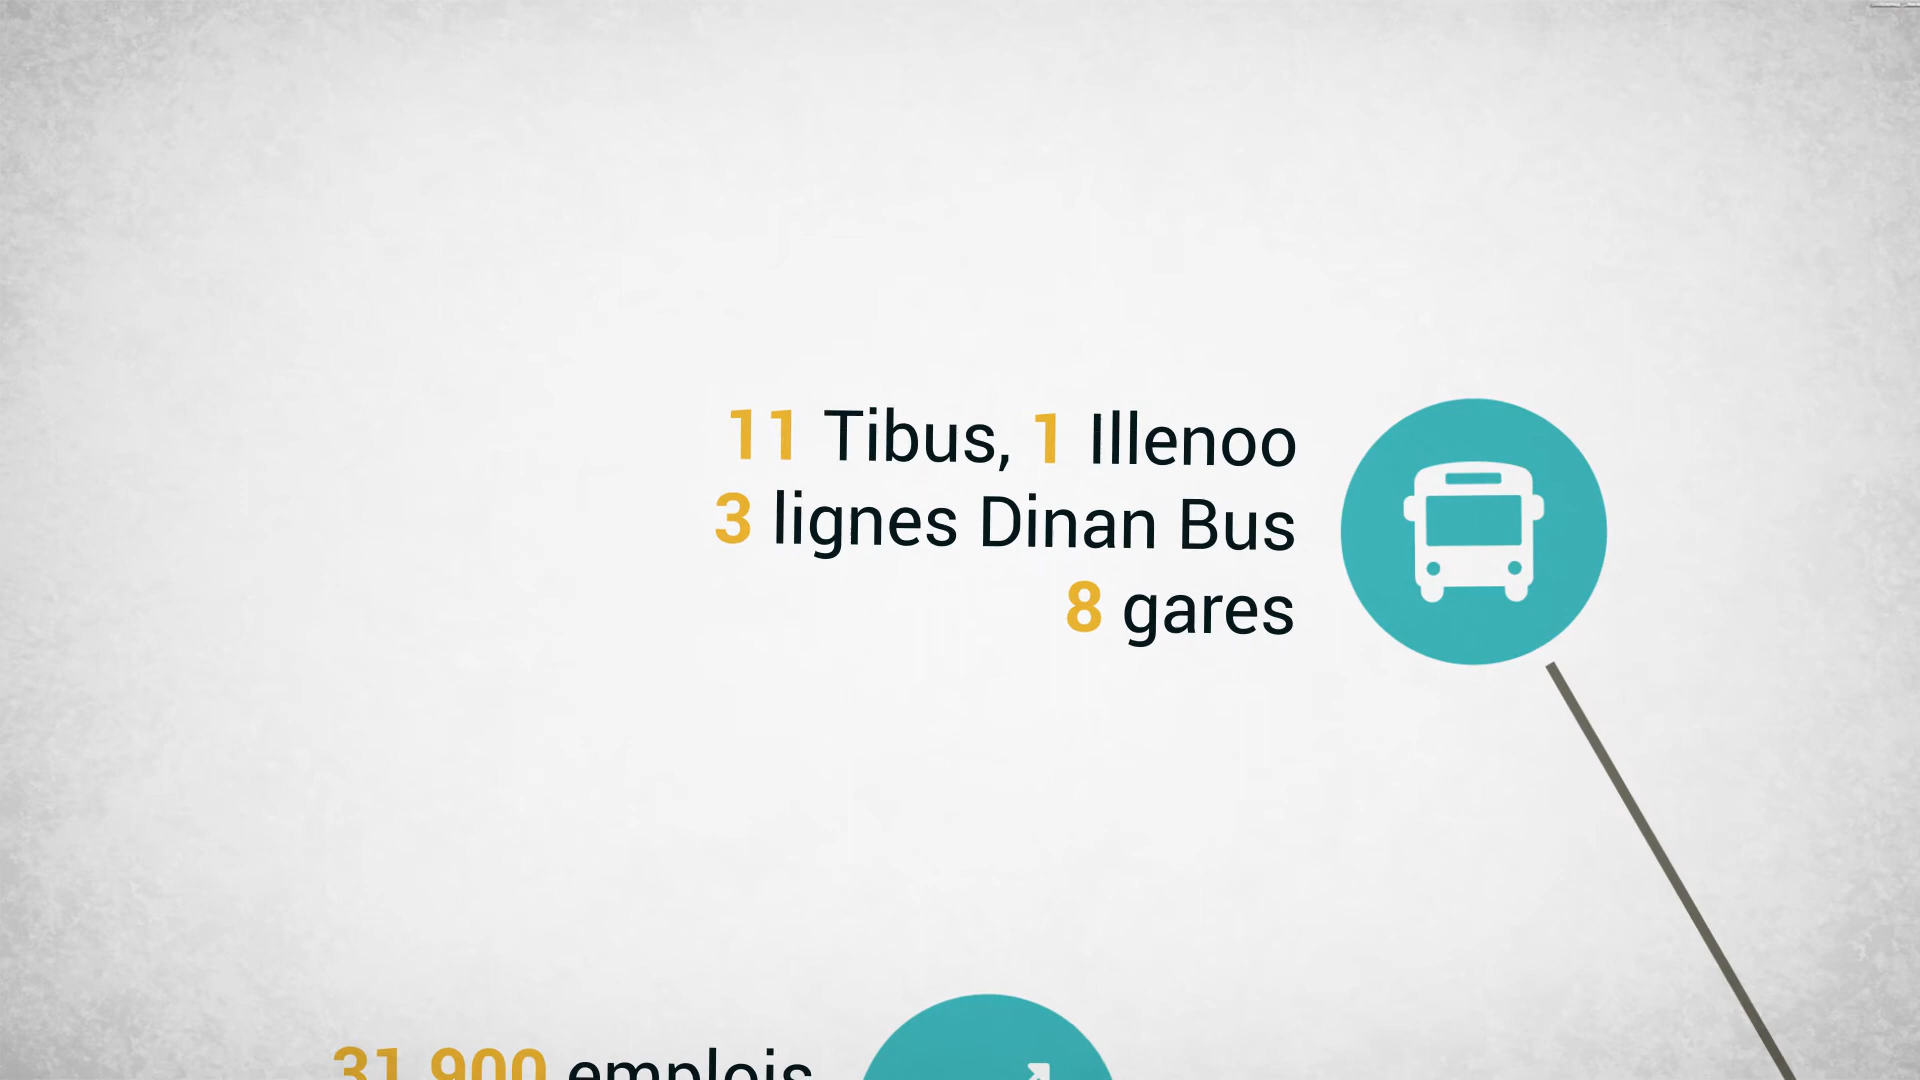 11 Tibus, 1 Illenoo
3 lignes Dinan Bus
8 gares
31 900 emplois